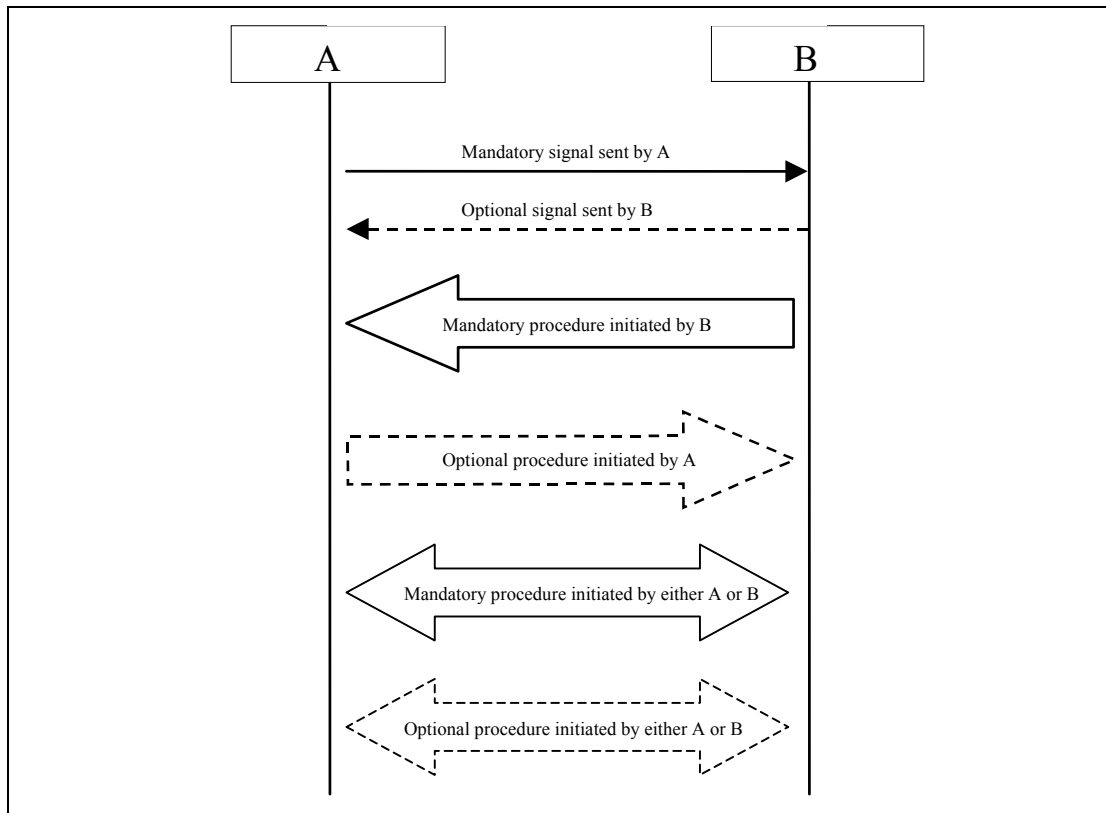 A
B
Mandatory signal sent by A
Optional signal sent by B
Mandatory procedure initiated by B
Optional procedure initiated by A
Mandatory procedure initiated by either A or B
Optional procedure initiated by either A or B